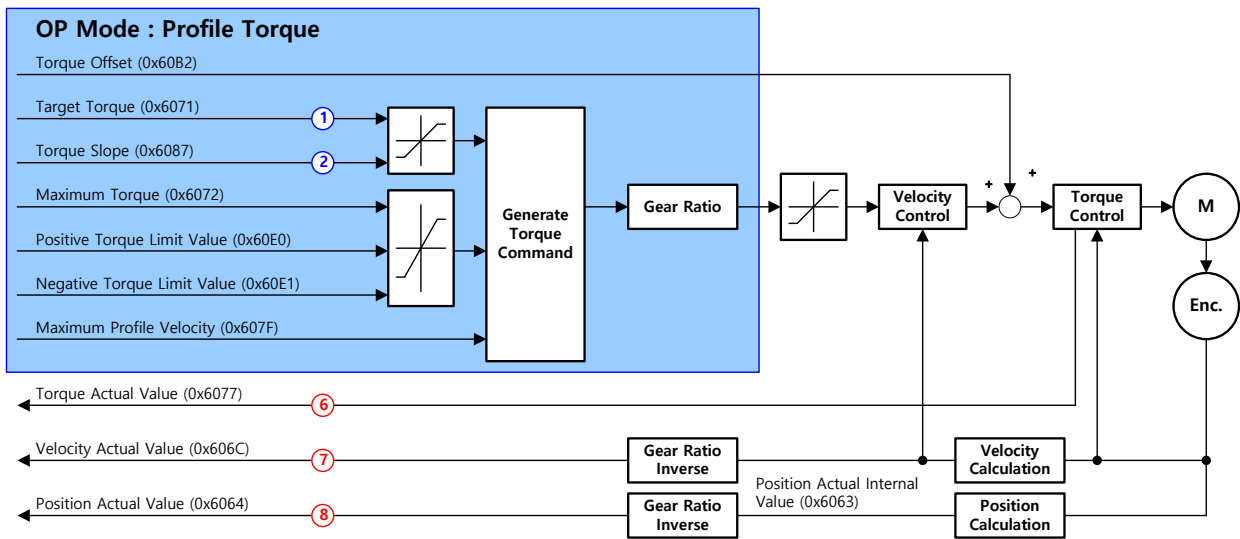 OP Mode : Profile Torque
Torque Offset (0x60B2)
Target Torque (0x6071)
1
Torque Slope (0x6087)
2
Maximum Torque (0x6072)
Positive Torque Limit Value (0x60E0)
Negative Torque Limit Value (0x60E1)
Maximum Profile Velocity (0x607F)
Generate
Torque
Command
Gear Ratio
Velocity
Control
+
+
Torque
Control
M
Enc.
Torque Actual Value (0x6077)
6
Velocity Actual Value (0x606C)
7
Gear Ratio
Inverse
Velocity
Calculation
Position Actual Value (0x6064)
8
Gear Ratio
Inverse
Position Actual Internal
Value (0x6063)
Position
Calculation